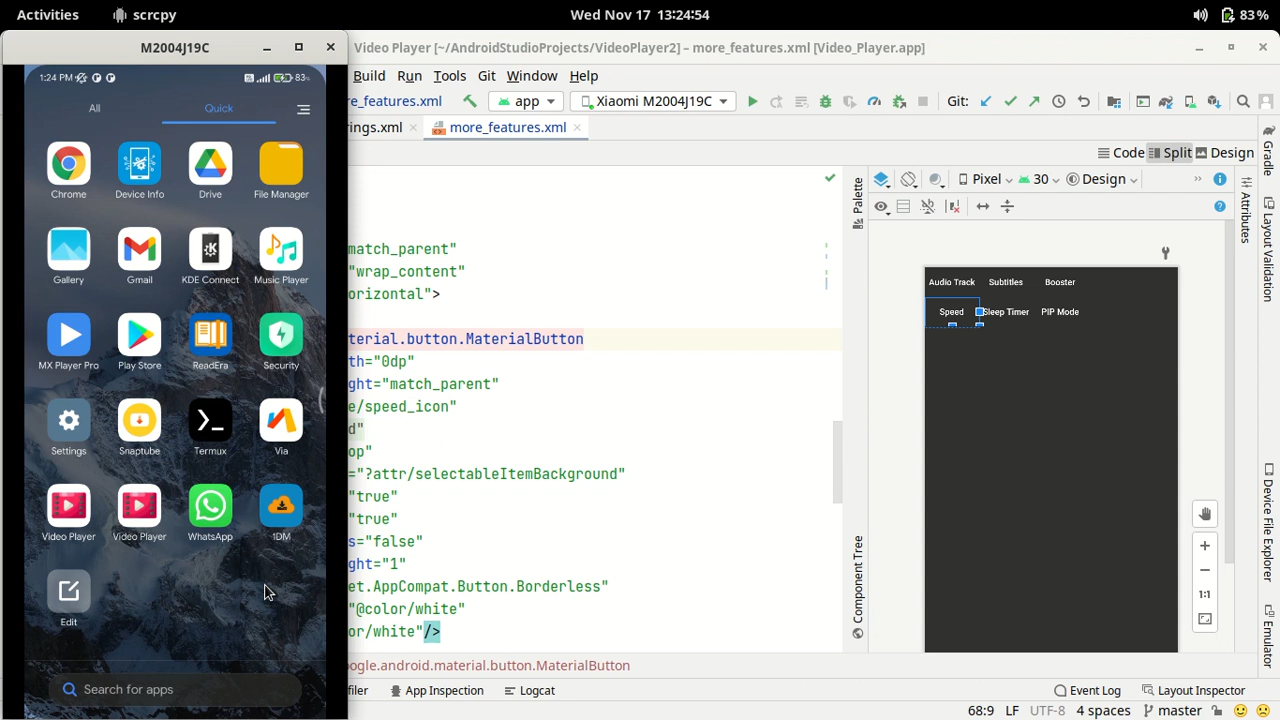 Activities scrcpy Wed Nov 17 13:24:54 83%
M2004J19C
Video Player [~/AndroidStudioProjects/VideoPlayer2] – more_features.xml [Video_Player.app]
1:24 PM 83%
All Quick
Chrome Device Info Drive File Manager
Gallery Gmail KDE Connect Music Player
MX Player Pro Play Store ReadEra Security
Settings Snaptube Termux Via
Video Player Video Player WhatsApp 1DM
Edit
Search for apps
Build Run Tools Git Window Help
re_features.xml app Xiaomi M2004J19C Git:
rings.xml more_features.xml
Code Split Design
Pixel 30 Design
match_parent"
"wrap_content"
orizontal">
terial.button.MaterialButton
th="0dp"
ght="match_parent"
e/speed_icon"
d"
op"
="?attr/selectableItemBackground"
"true"
"true"
s="false"
ght="1"
et.AppCompat.Button.Borderless"
"@color/white"
or/white"/>
oogle.android.material.button.MaterialButton
Palette
Component Tree
Audio Track Subtitles Booster
Speed Sleep Timer PIP Mode
1:1
Gradle
Attributes
Layout Validation
Device File Explorer
Emulator
filer App Inspection Logcat Event Log Layout Inspector
68:9 LF UTF-8 4 spaces master